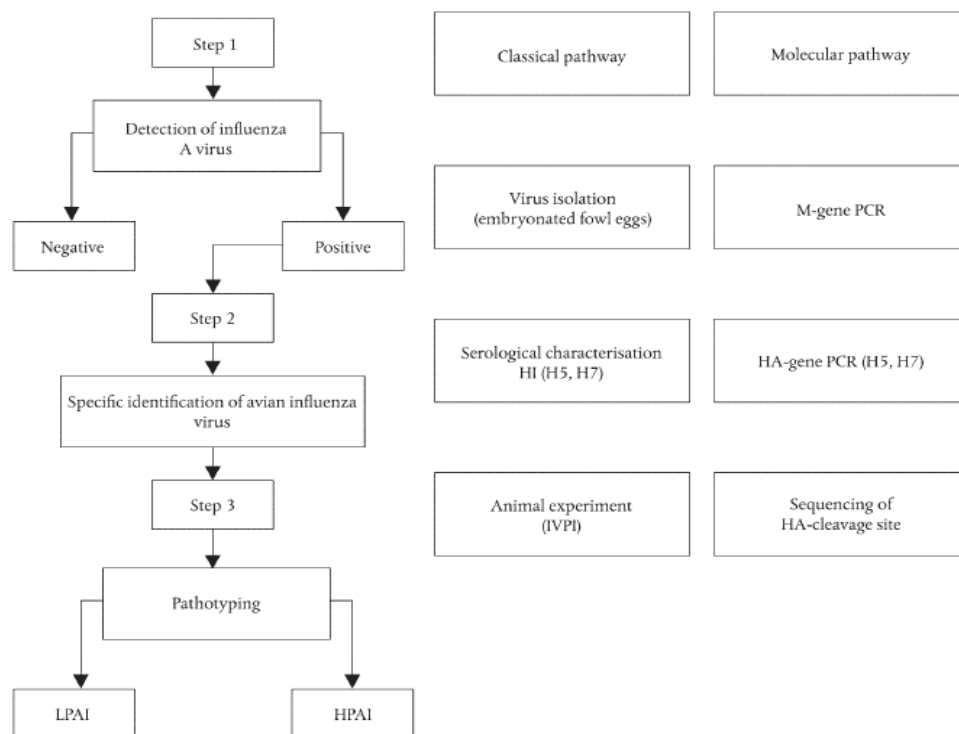 Step 1
Classical pathway
Molecular pathway
Detection of influenza
A virus
Virus isolation
(embryonated fowl eggs)
M-gene PCR
Negative
Positive
Step 2
Serological characterisation
HI (H5, H7)
HA-gene PCR (H5, H7)
Specific identification of avian influenza
virus
Step 3
Animal experiment
(IVPI)
Sequencing of
HA-cleavage site
Pathotyping
LPAI
HPAI